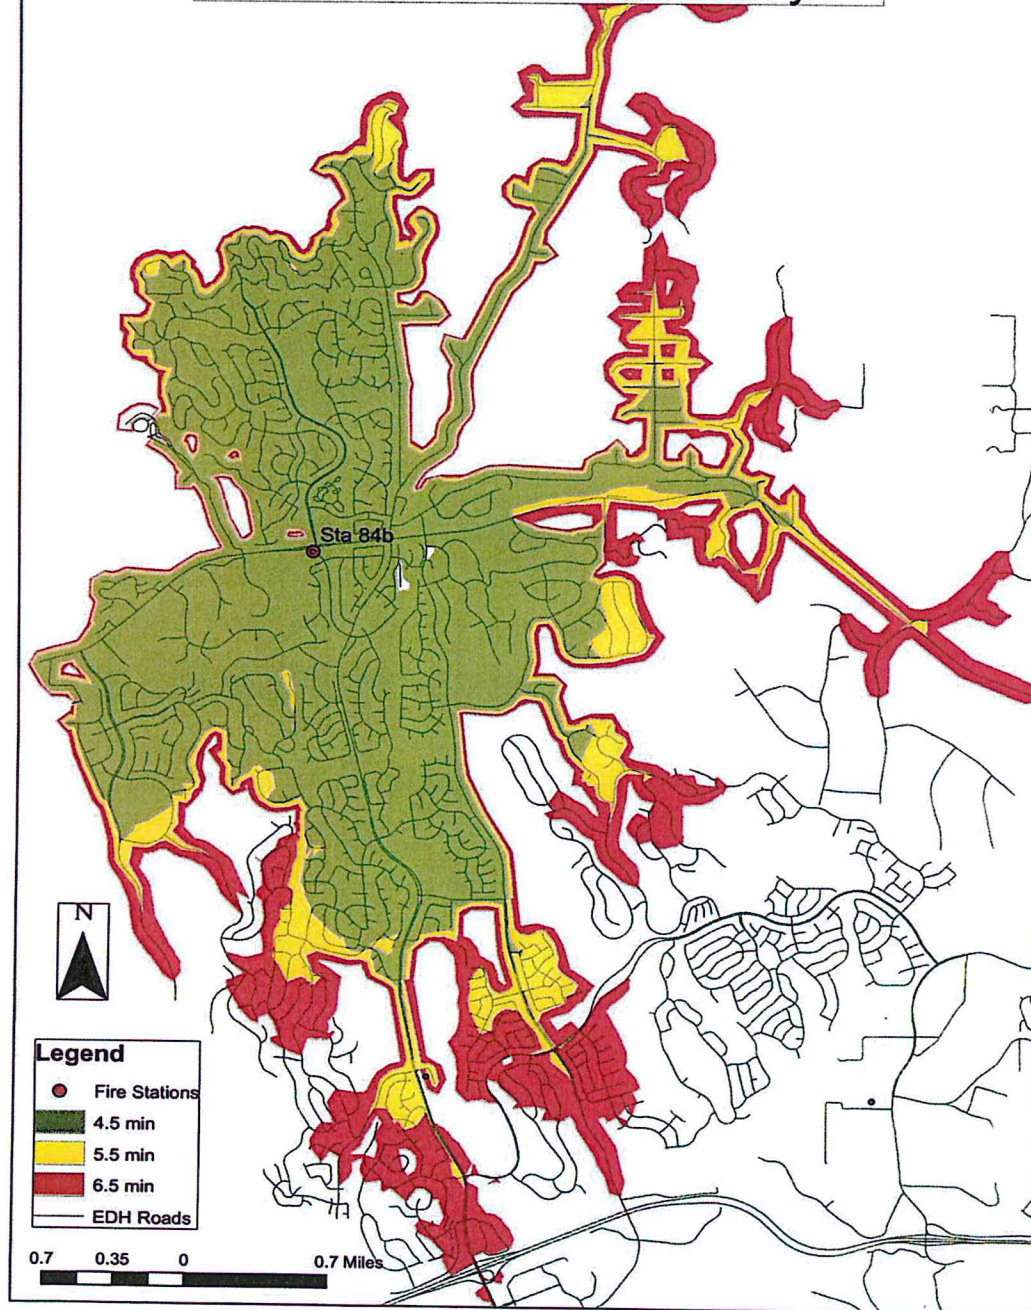 Sta 84b
N
Legend
Fire Stations
4.5 min
5.5 min
6.5 min
EDH Roads
0.7 0.35 0 0.7 Miles